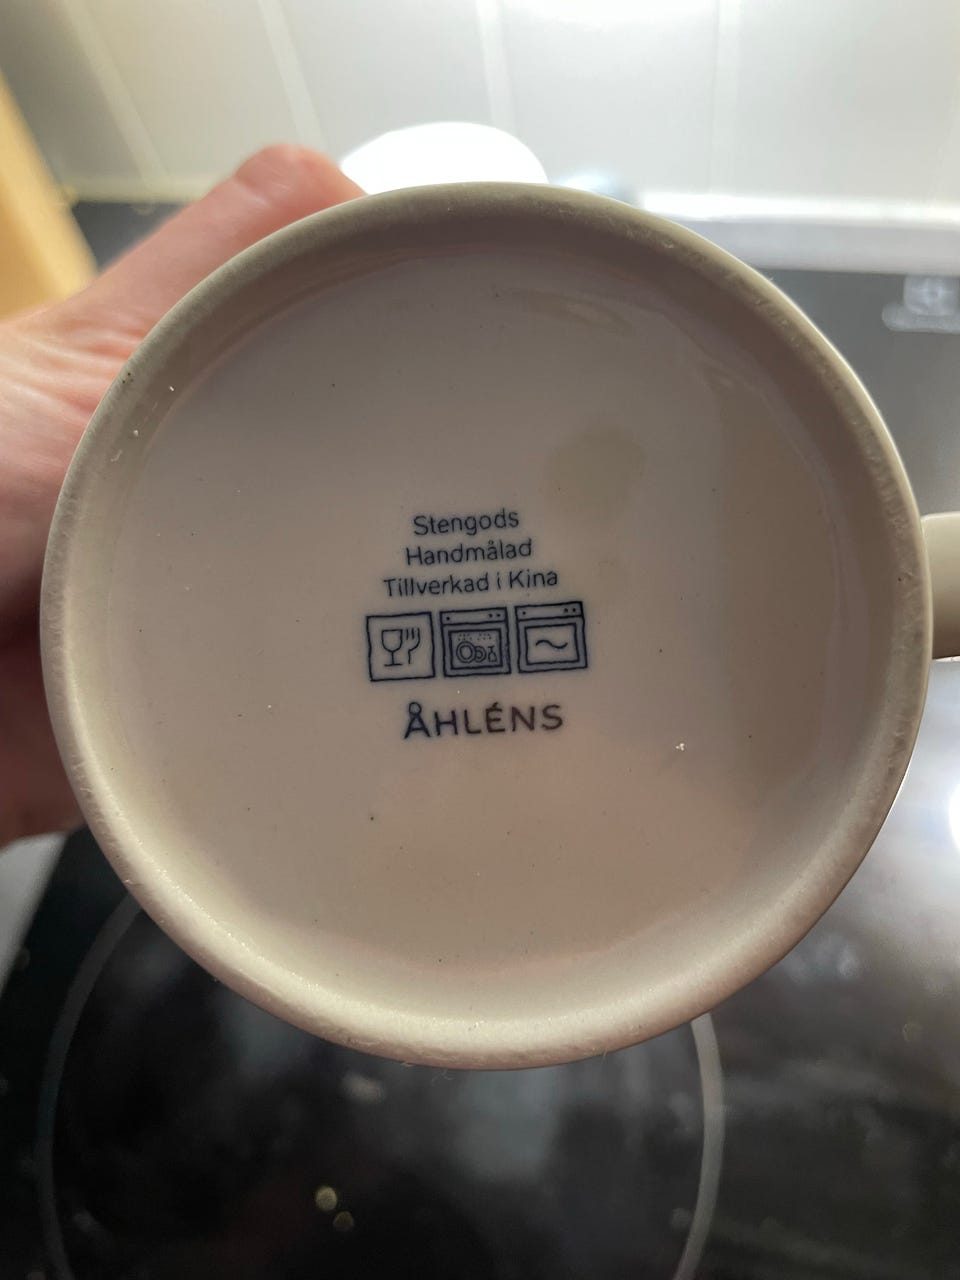 Stengods
Handmålad
Tillverkad i Kina
ÅHLÉNS